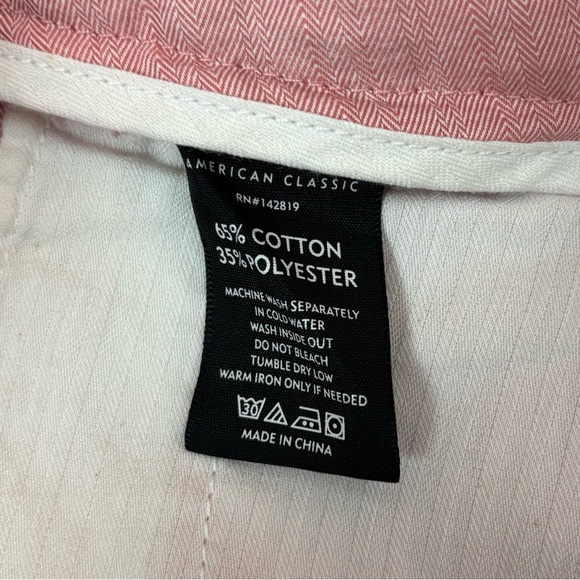 AMERICAN CLASSIC
RN#142819
65% COTTON
35% POLYESTER
MACHINE WASH SEPARATELY
IN COLD WATER
WASH INSIDE OUT
DO NOT BLEACH
TUMBLE DRY LOW
WARM IRON ONLY IF NEEDED
30
MADE IN CHINA